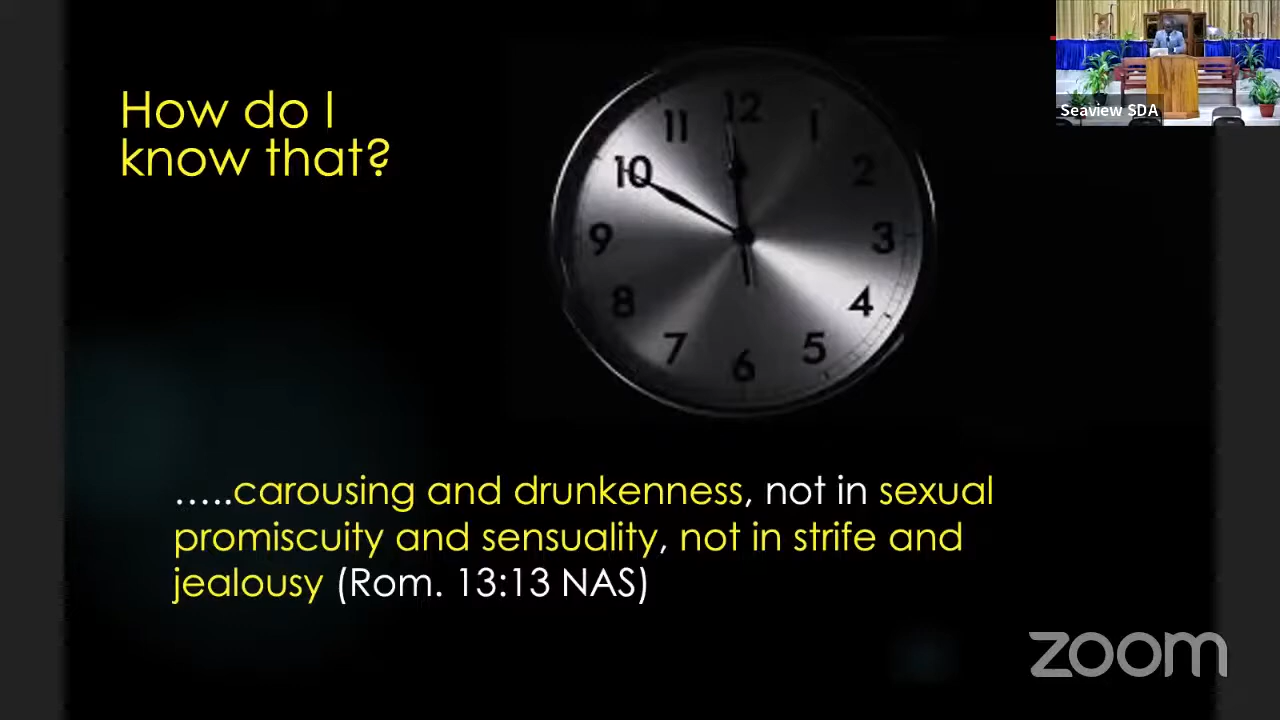 How do I
know that?
12
1
2
3
4
5
6
7
8
9
10
11
…..carousing and drunkenness, not in sexual
promiscuity and sensuality, not in strife and
jealousy (Rom. 13:13 NAS)
Seaview SDA
zoom